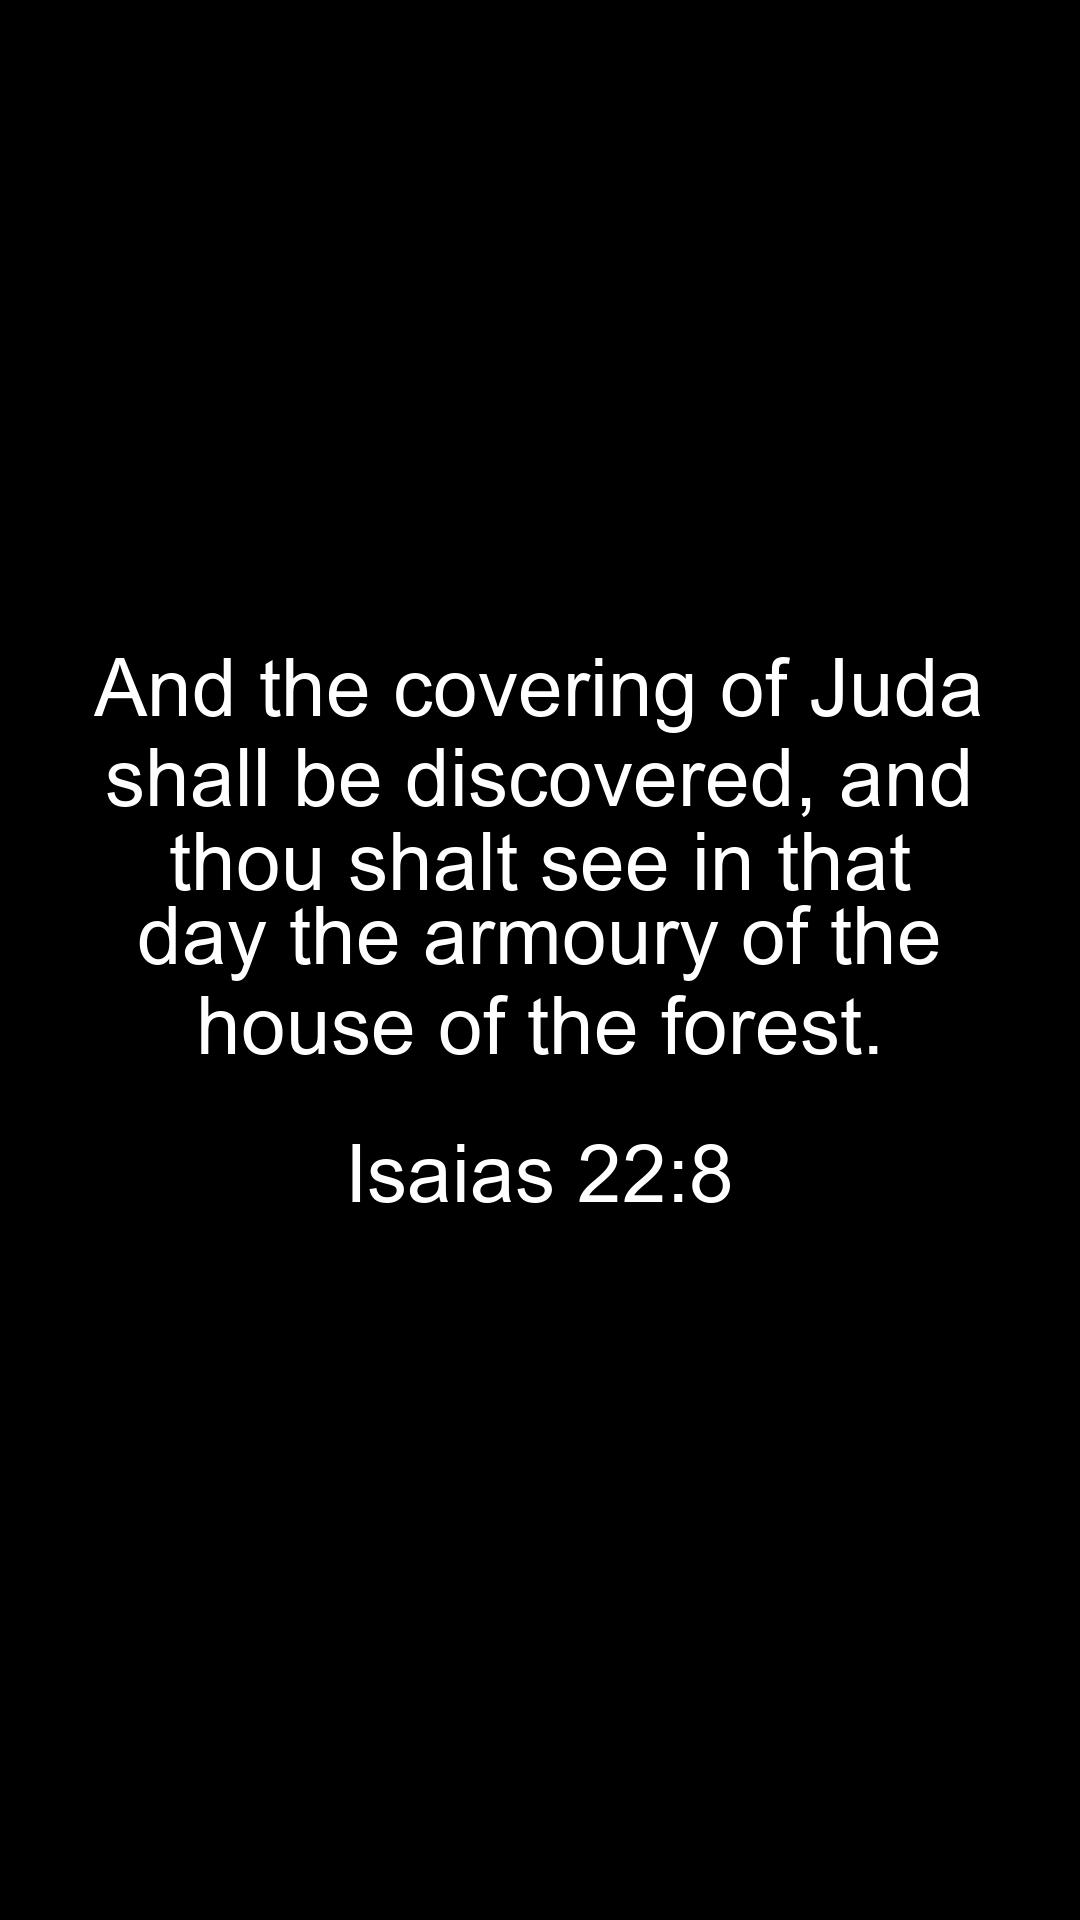 And the covering of Juda
shall be discovered, and
thou shalt see in that
day the armoury of the
house of the forest.
Isaias 22:8